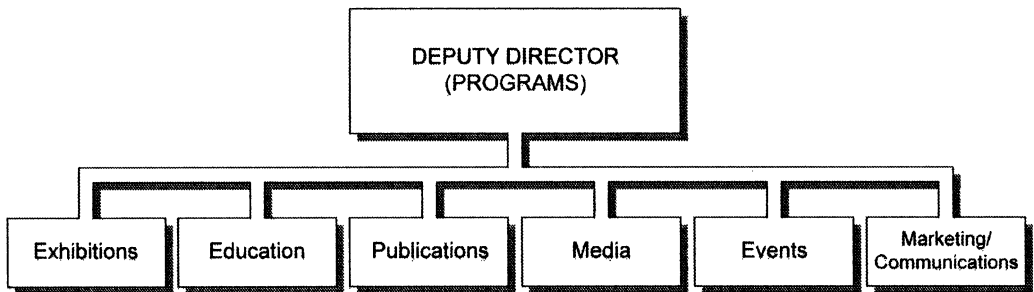 DEPUTY DIRECTOR
(PROGRAMS)
Exhibitions
Education
Publications
Media
Events
Marketing/
Communications